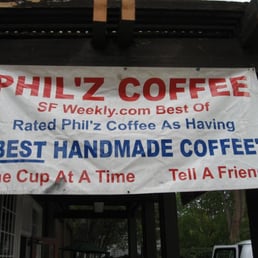 PHIL'Z COFFEE
SF Weekly.com Best Of
Rated Phil'z Coffee As Having
BEST HANDMADE COFFEE
Cup At A Time Tell A Friend